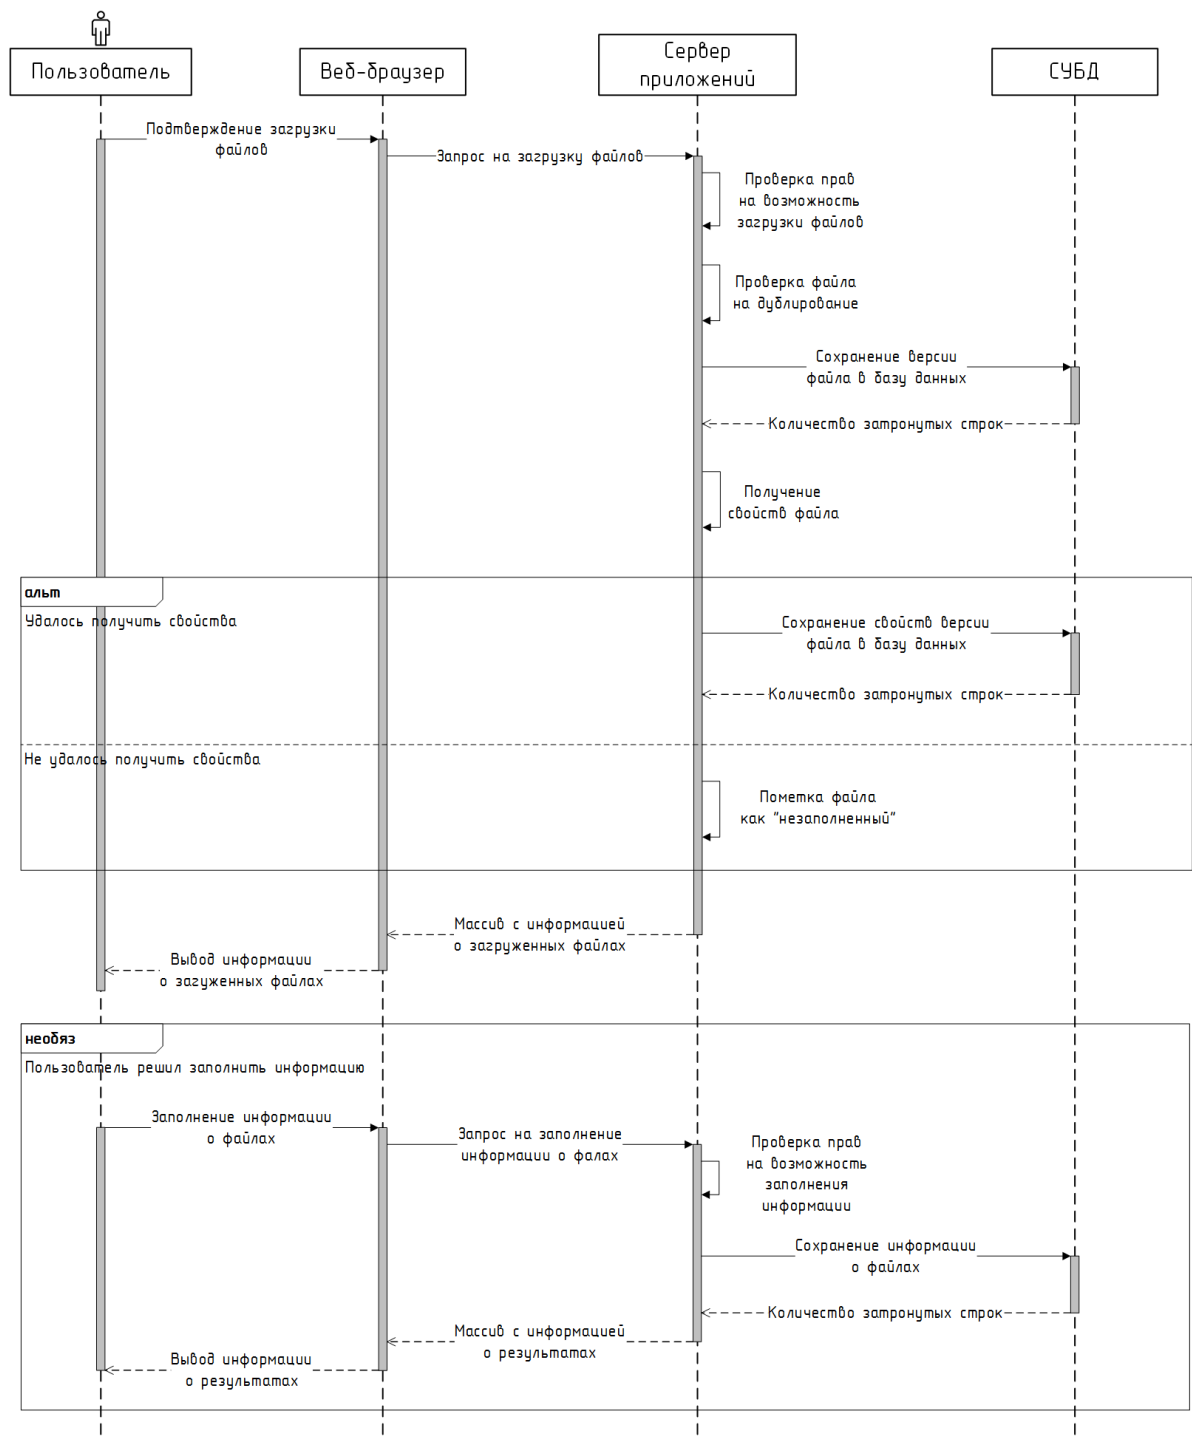 Пользователь
Веб-браузер
Сервер
приложений
СУБД
Подтверждение загрузки
файлов
Запрос на загрузку файлов
Проверка прав
на возможность
загрузки файлов
Проверка файла
на дублирование
Сохранение версии
файла в базу данных
Количество затронутых строк
Получение
свойств файла
альт
Удалось получить свойства
Сохранение свойств версии
файла в базу данных
Количество затронутых строк
Не удалось получить свойства
Пометка файла
как "незаполненный"
Массив с информацией
о загруженных файлах
Вывод информации
о загуженных файлах
необяз
Пользователь решил заполнить информацию
Заполнение информации
о файлах
Запрос на заполнение
информации о фалах
Проверка прав
на возможность
заполнения
информации
Сохранение информации
о файлах
Количество затронутых строк
Массив с информацией
о результатах
Вывод информации
о результатах